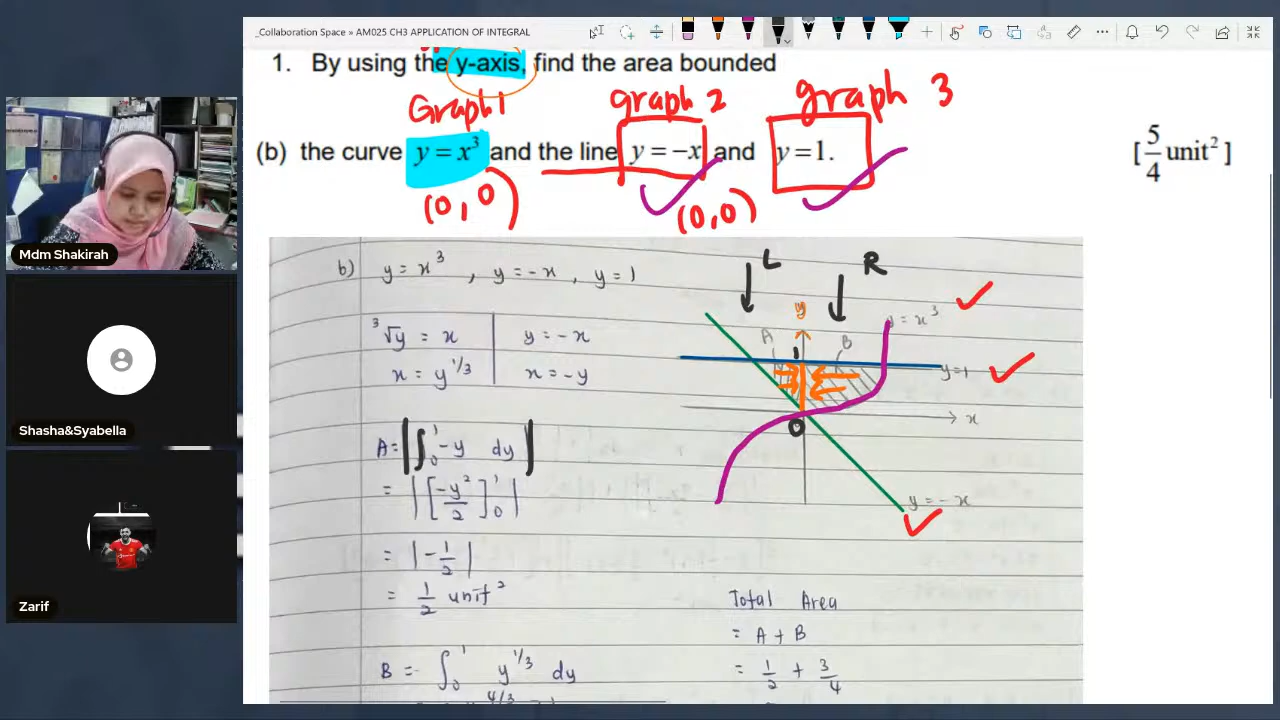 _Collaboration Space » AM025 CH3 APPLICATION OF INTEGRAL
1. By using the y-axis, find the area bounded
Graph 1
graph 2
graph 3
(b) the curve y = x³ and the line y = −x and y = 1.
[ 5/4 unit² ]
(0, 0)
(0,0)
Mdm Shakirah
Shasha&Syabella
Zarif
b) y = x³ , y = -x , y = 1
³√y = x
y = -x
x = y^1/3
x = -y
A = | ∫₀¹ -y dy |
= | [ -y²/2 ]₀¹ |
= | -1/2 |
= 1/2 unit²
B = ∫₀¹ y^1/3 dy
L
R
y
y = x³
A
1
B
y=1
x
0
y = -x
Total Area
= A + B
= 1/2 + 3/4